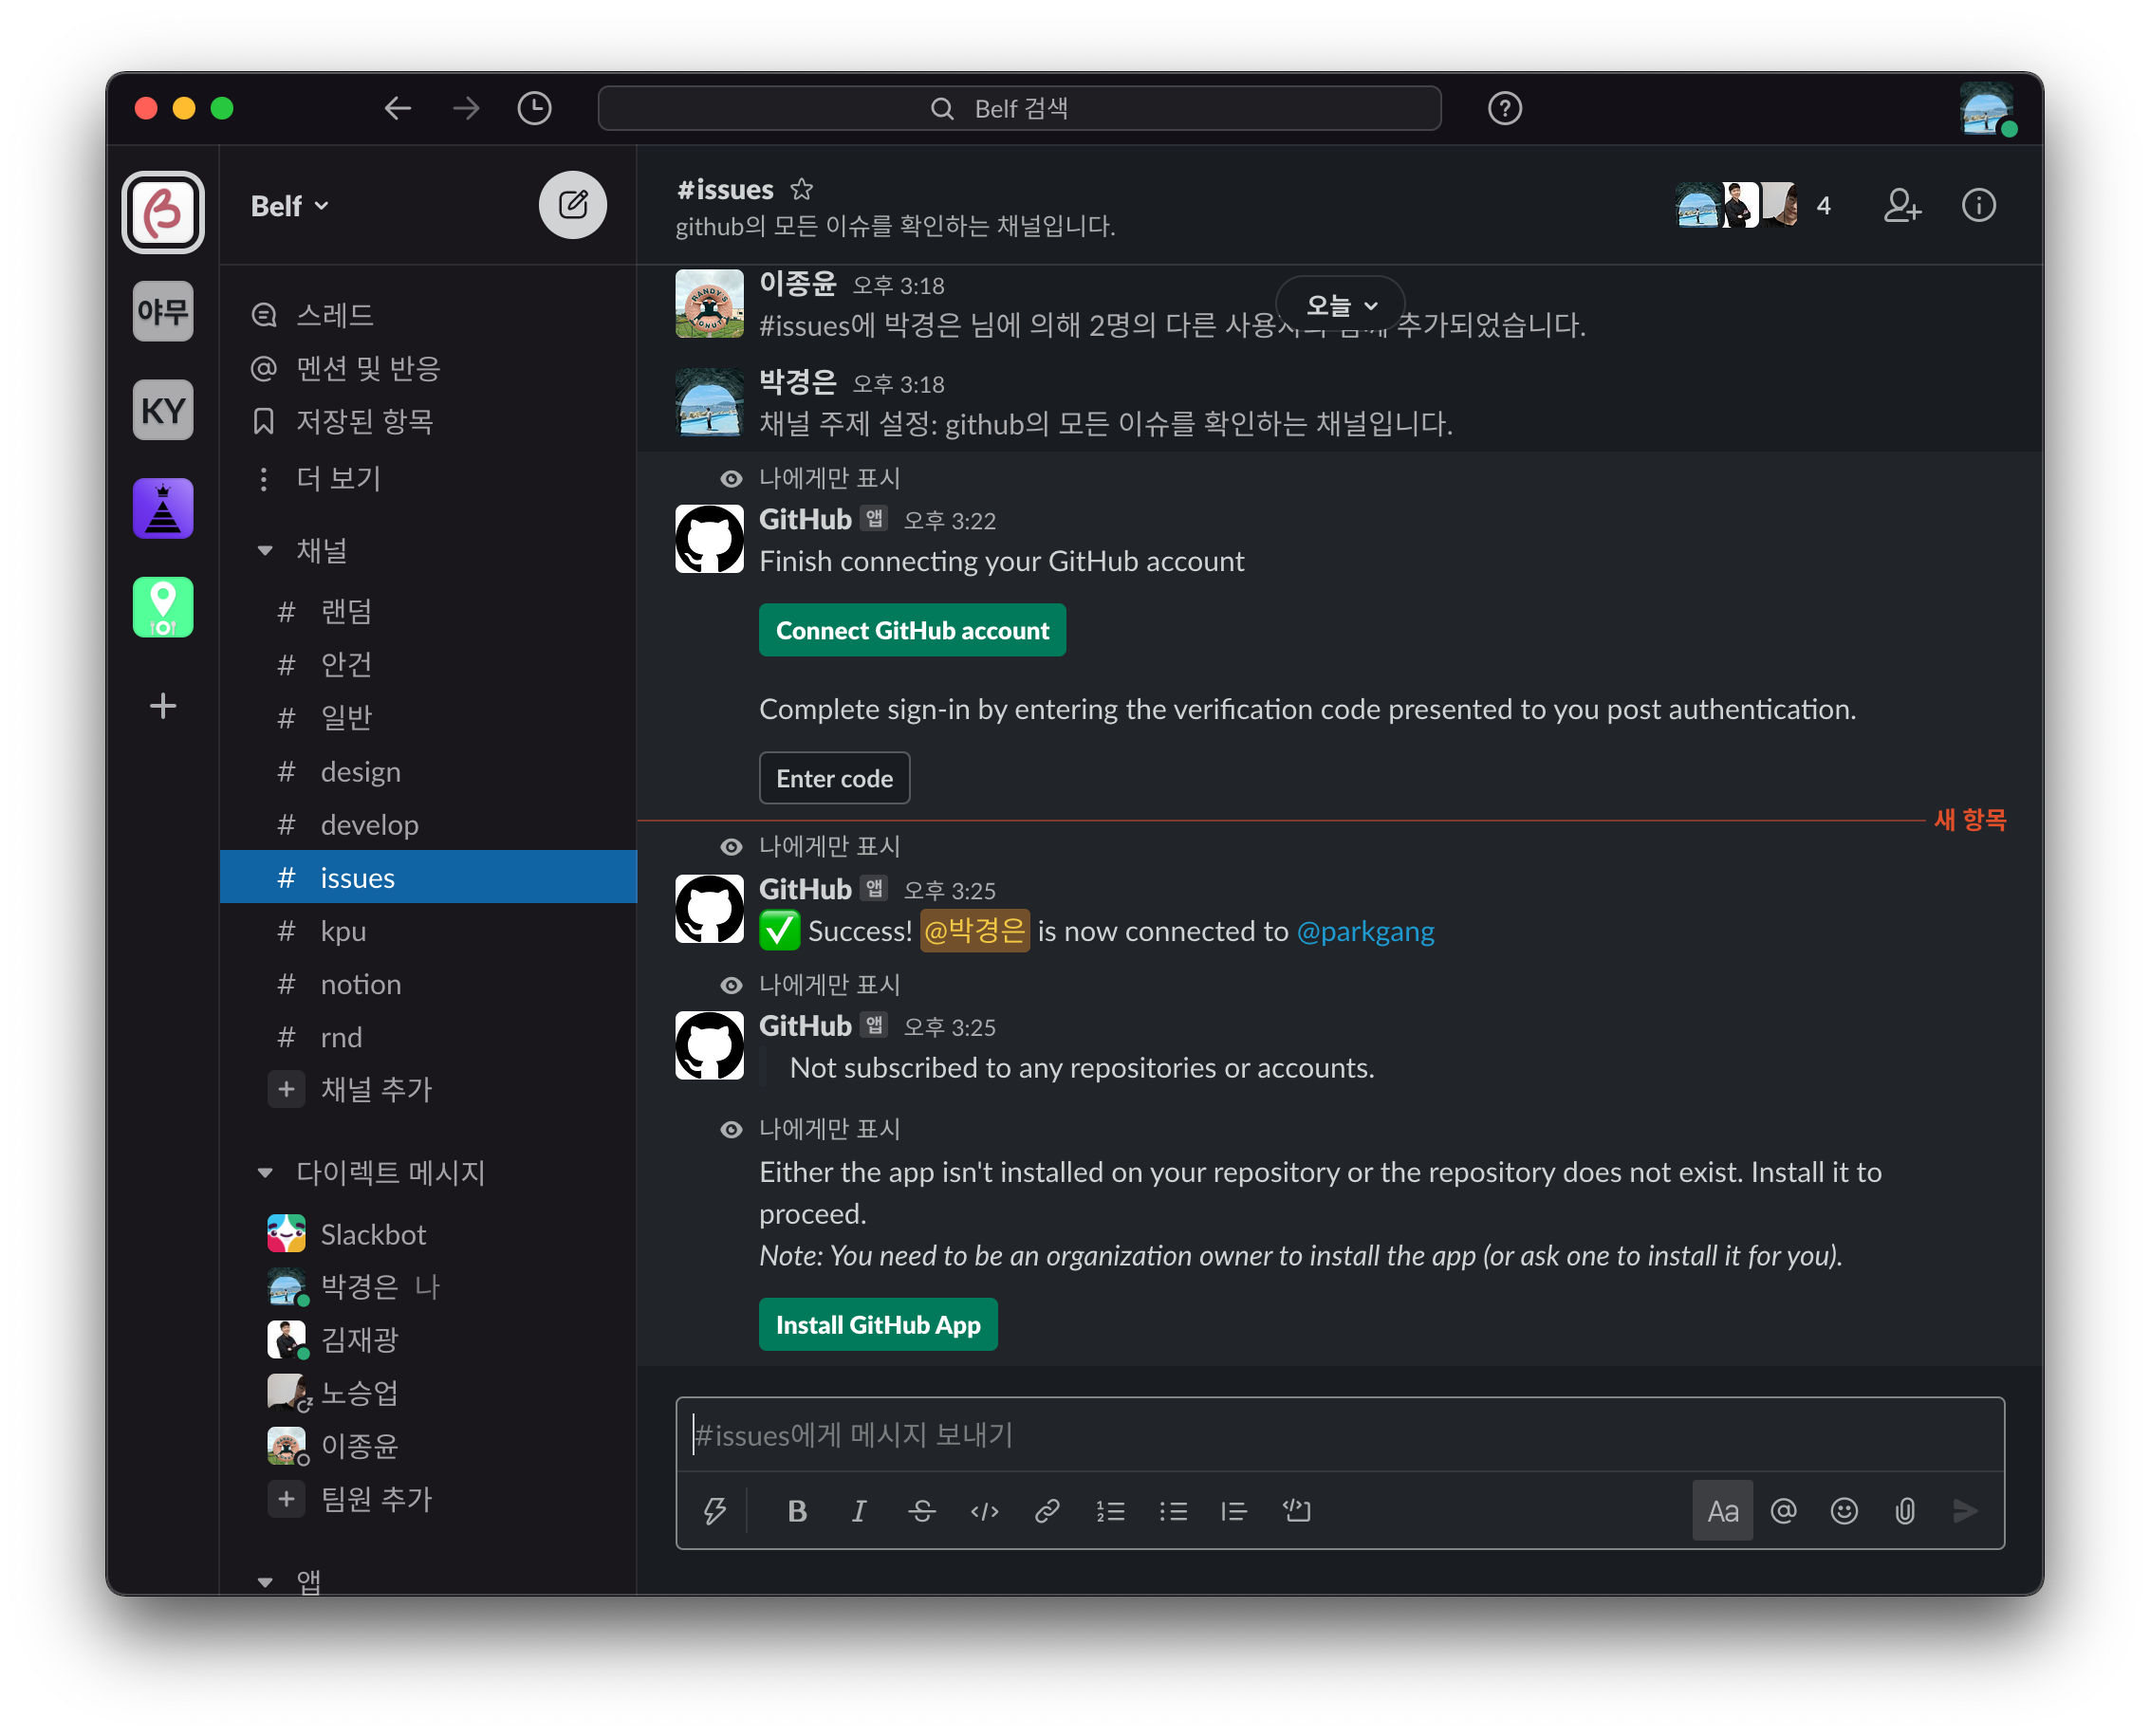 Belf 검색
야무
KY
Belf
스레드
멘션 및 반응
저장된 항목
더 보기
채널
# 랜덤
# 안건
# 일반
# design
# develop
# issues
# kpu
# notion
# rnd
+ 채널 추가
다이렉트 메시지
Slackbot
박경은 나
김재광
노승업
이종윤
+ 팀원 추가
앱
#issues
github의 모든 이슈를 확인하는 채널입니다.
4
오늘
이종윤 오후 3:18
#issues에 박경은 님에 의해 2명의 다른 추가되었습니다.
박경은 오후 3:18
채널 주제 설정: github의 모든 이슈를 확인하는 채널입니다.
나에게만 표시
GitHub 앱 오후 3:22
Finish connecting your GitHub account
Connect GitHub account
Complete sign-in by entering the verification code presented to you post authentication.
Enter code
새 항목
나에게만 표시
GitHub 앱 오후 3:25
Success! @박경은 is now connected to @parkgang
나에게만 표시
GitHub 앱 오후 3:25
Not subscribed to any repositories or accounts.
나에게만 표시
Either the app isn't installed on your repository or the repository does not exist. Install it to
proceed.
Note: You need to be an organization owner to install the app (or ask one to install it for you).
Install GitHub App
#issues에게 메시지 보내기
B I S </> Aa @